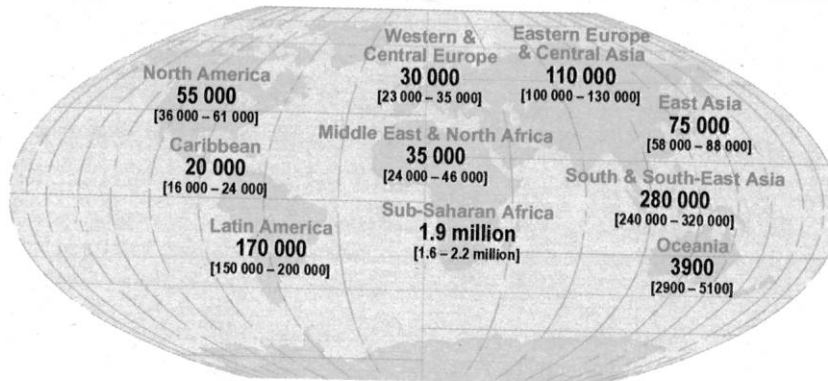 North America
55 000
[36 000 – 61 000]
Caribbean
20 000
[16 000 – 24 000]
Latin America
170 000
[150 000 – 200 000]
Western &
Central Europe
30 000
[23 000 – 35 000]
Middle East & North Africa
35 000
[24 000 – 46 000]
Sub-Saharan Africa
1.9 million
[1.6 – 2.2 million]
Eastern Europe
& Central Asia
110 000
[100 000 – 130 000]
East Asia
75 000
[58 000 – 88 000]
South & South-East Asia
280 000
[240 000 – 320 000]
Oceania
3900
[2900 – 5100]